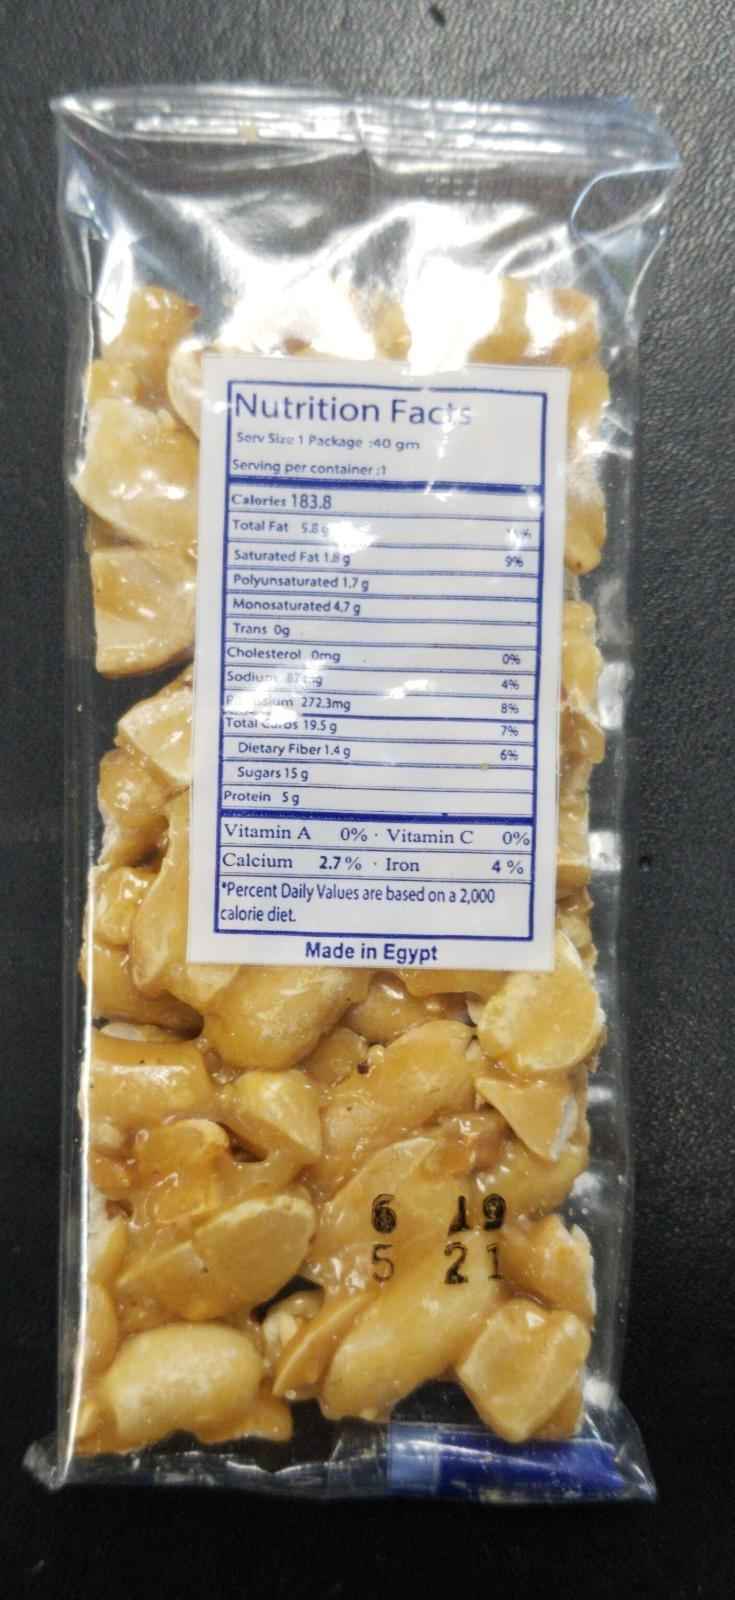 Nutrition Facts
Serv Size 1 Package :40 gm
Serving per container :1
Calories 183.8
Total Fat 5.8 g
Saturated Fat 1.8 g 9%
Polyunsaturated 1.7 g
Monosaturated 4.7 g
Trans 0g
Cholesterol 0mg 0%
Sodium 4%
272.3mg 8%
Total 19.5 g 7%
Dietary Fiber 1.4 g 6%
Sugars 15 g
Protein 5 g
Vitamin A 0% · Vitamin C 0%
Calcium 2.7% · Iron 4 %
*Percent Daily Values are based on a 2,000
calorie diet.
Made in Egypt
6 19
5 21